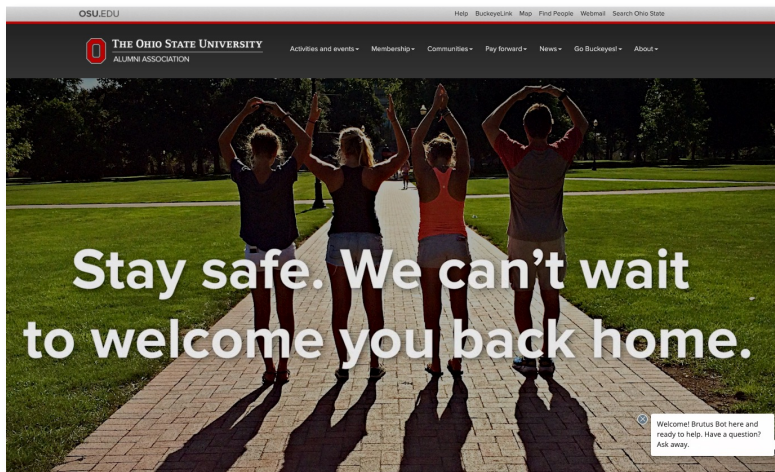 OSU.EDU
Help BuckeyeLink Map Find People Webmail Search Ohio State
THE OHIO STATE UNIVERSITY
ALUMNI ASSOCIATION
Activities and events Membership Communities Pay forward News Go Buckeyes! About
Stay safe. We can't wait
to welcome you back home.
Welcome! Brutus Bot here and
ready to help. Have a question?
Ask away.